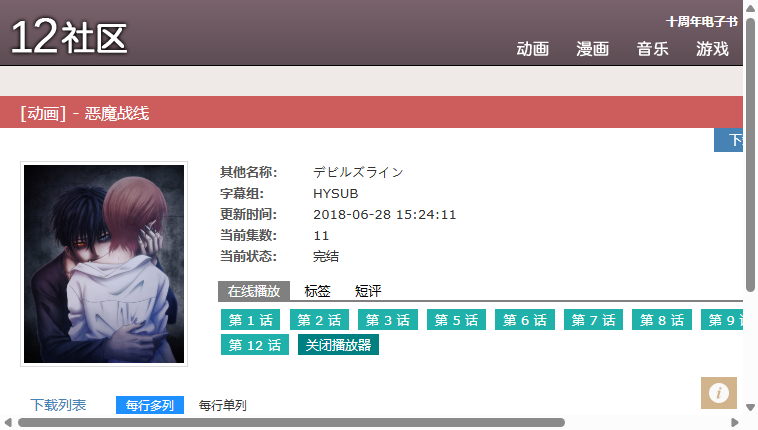 12社区
十周年电子书
动画 漫画 音乐 游戏
[动画] - 恶魔战线
其他名称: デビルズライン
字幕组: HYSUB
更新时间: 2018-06-28 15:24:11
当前集数: 11
当前状态: 完结
在线播放 标签 短评
第 1 话 第 2 话 第 3 话 第 5 话 第 6 话 第 7 话 第 8 话 第 9
第 12 话 关闭播放器
下载列表 每行多列 每行单列